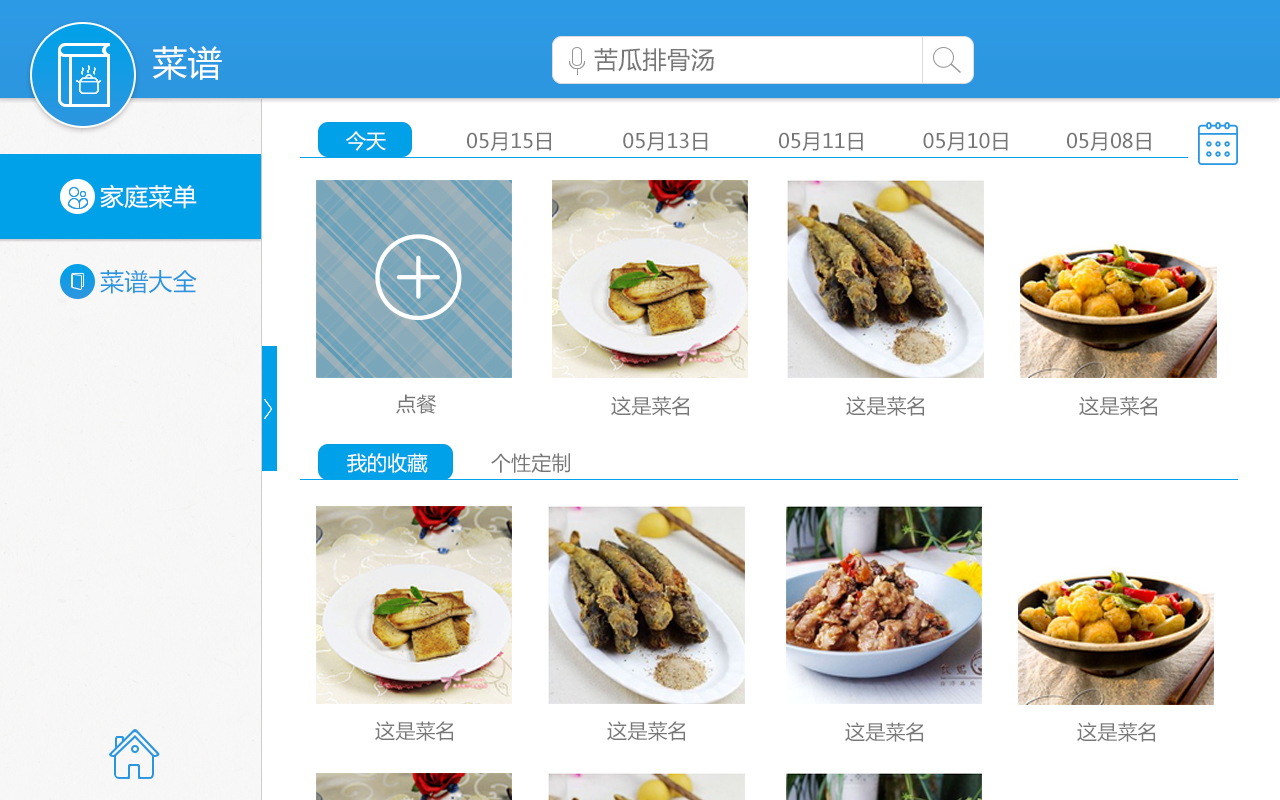 菜谱
苦瓜排骨汤
家庭菜单
菜谱大全
今天
05月15日
05月13日
05月11日
05月10日
05月08日
点餐
这是菜名
这是菜名
这是菜名
我的收藏
个性定制
这是菜名
这是菜名
这是菜名
这是菜名